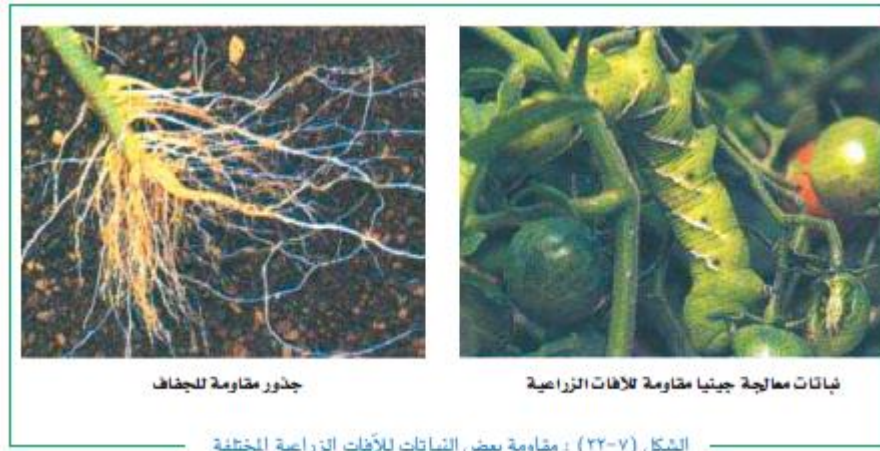 نباتات معالجة جينيا مقاومة للآفات الزراعية
جذور مقاومة للجفاف
الشكل (٧-٢٢) : مقاومة بعض النباتات للآفات الزراعية المختلفة